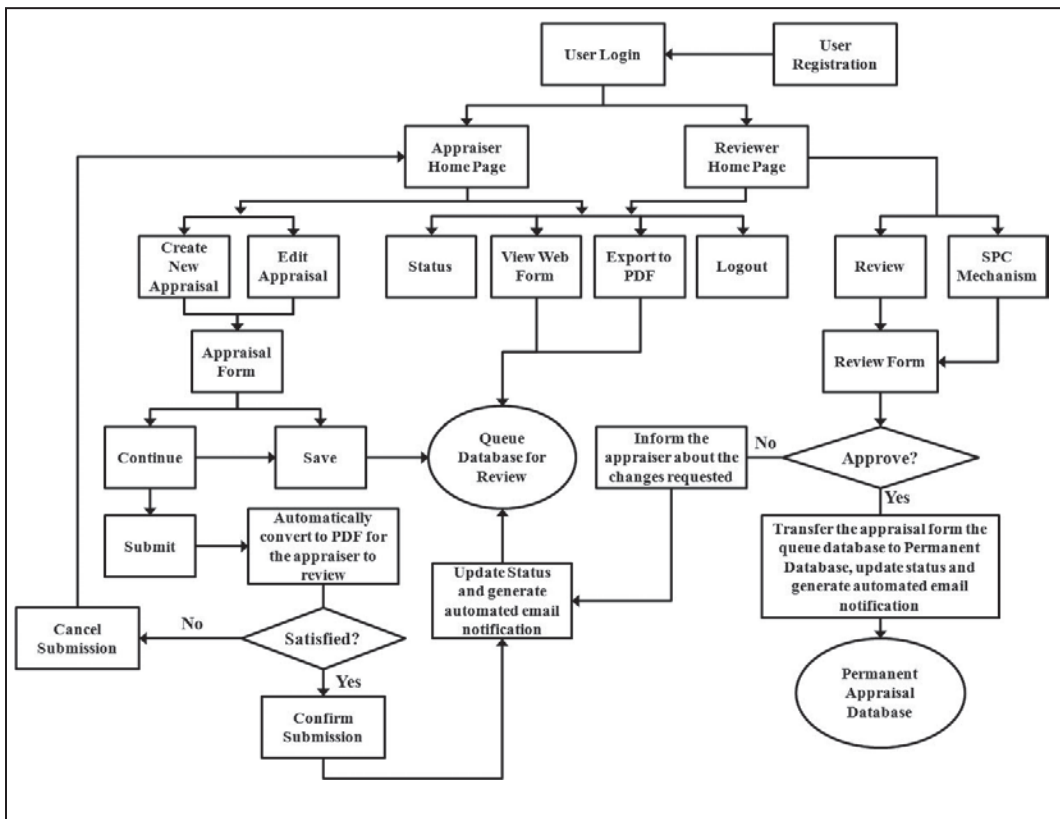 User Login
User
Registration
Appraiser
Home Page
Reviewer
Home Page
Create
New
Appraisal
Edit
Appraisal
Status
View Web
Form
Export to
PDF
Logout
Review
SPC
Mechanism
Appraisal
Form
Review Form
Continue
Save
Queue
Database for
Review
Inform the
appraiser about the
changes requested
No
Approve?
Yes
Submit
Automatically
convert to PDF for
the appraiser to
review
Update Status
and generate
automated email
notification
Transfer the appraisal form the
queue database to Permanent
Database, update status and
generate automated email
notification
Cancel
Submission
No
Satisfied?
Yes
Confirm
Submission
Permanent
Appraisal
Database